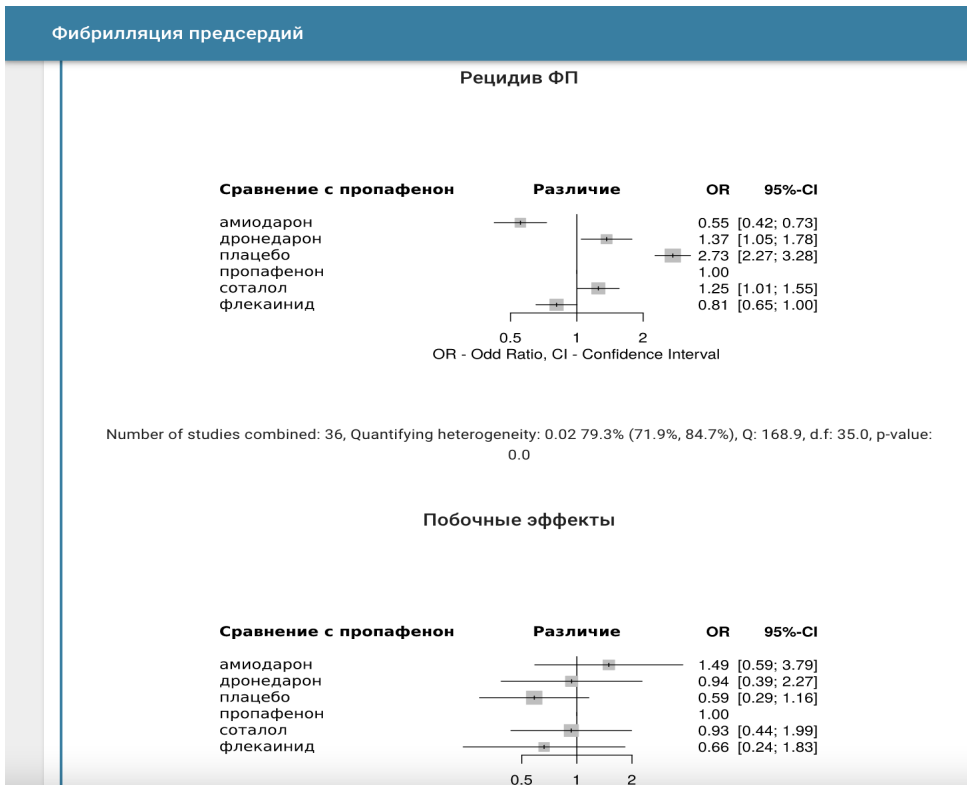 Фибрилляция предсердий
Рецидив ФП
Сравнение с пропафенон Различие OR 95%-CI
амиодарон 0.55 [0.42; 0.73]
дронедарон 1.37 [1.05; 1.78]
плацебо 2.73 [2.27; 3.28]
пропафенон 1.00
соталол 1.25 [1.01; 1.55]
флекаинид 0.81 [0.65; 1.00]
0.5 1 2
OR - Odd Ratio, CI - Confidence Interval
Number of studies combined: 36, Quantifying heterogeneity: 0.02 79.3% (71.9%, 84.7%), Q: 168.9, d.f: 35.0, p-value:
0.0
Побочные эффекты
Сравнение с пропафенон Различие OR 95%-CI
амиодарон 1.49 [0.59; 3.79]
дронедарон 0.94 [0.39; 2.27]
плацебо 0.59 [0.29; 1.16]
пропафенон 1.00
соталол 0.93 [0.44; 1.99]
флекаинид 0.66 [0.24; 1.83]
0.5 1 2